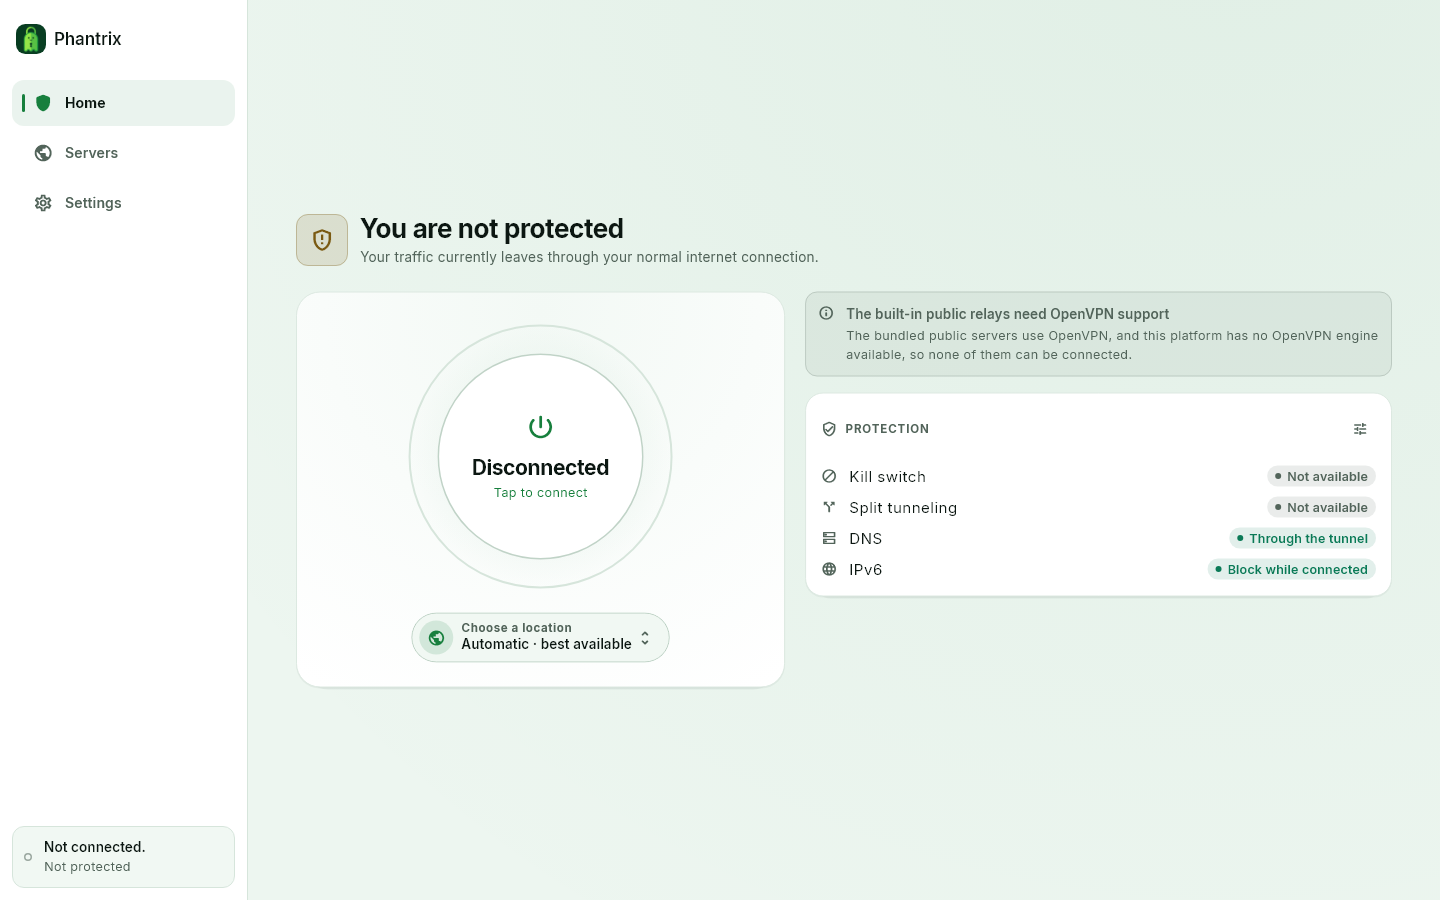 Phantrix
Home
Servers
Settings
You are not protected
Your traffic currently leaves through your normal internet connection.
Disconnected
Tap to connect
Choose a location
Automatic · best available
The built-in public relays need OpenVPN support
The bundled public servers use OpenVPN, and this platform has no OpenVPN engine
available, so none of them can be connected.
PROTECTION
Kill switch
Not available
Split tunneling
Not available
DNS
Through the tunnel
IPv6
Block while connected
Not connected.
Not protected